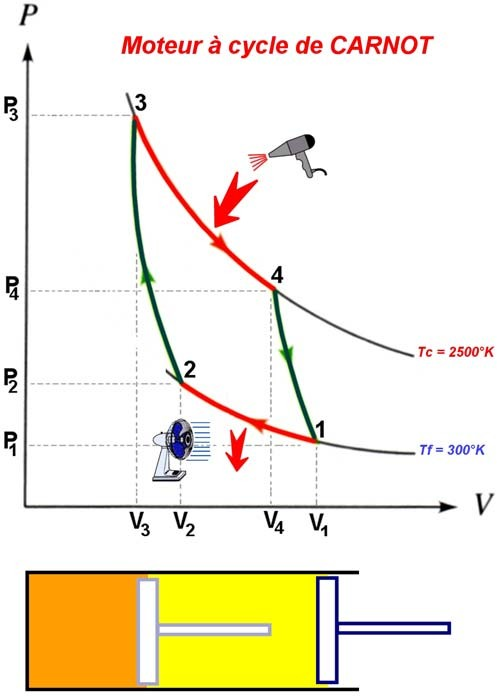 P
Moteur à cycle de CARNOT
P3
3
P4
4
Tc = 2500°K
P2
2
P1
1
Tf = 300°K
V3 V2 V4 V1
V